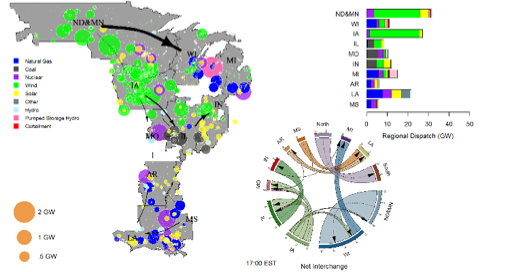 ND&MN
WI
MI
IA
IN
MO
IL
AR
MS
LA
Natural Gas
Coal
Nuclear
Wind
Solar
Other
Hydro
Pumped Storage Hydro
Curtailment
2 GW
1 GW
.5 GW
ND&MN
WI
IA
IL
MO
IN
MI
AR
LA
MS
0 10 20 30 40 50
Regional Dispatch (GW)
North
MI
LA
South
ND&MN
WI
IA
IL
MO
IN
AR
MS
17:00 EST
Net Interchange